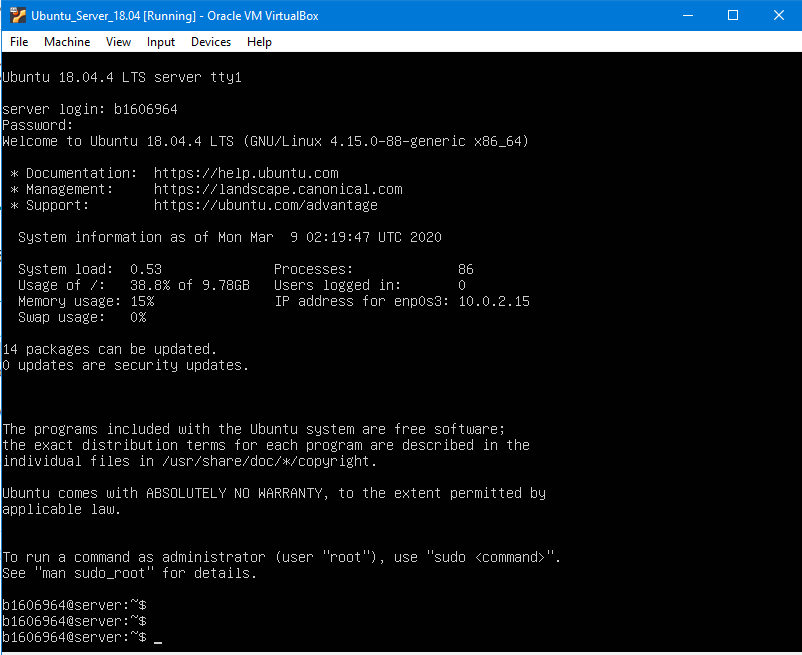 Ubuntu_Server_18.04 [Running] - Oracle VM VirtualBox
File Machine View Input Devices Help
Ubuntu 18.04.4 LTS server tty1
server login: b1606964
Password:
Welcome to Ubuntu 18.04.4 LTS (GNU/Linux 4.15.0-88-generic x86_64)
* Documentation:  https://help.ubuntu.com
* Management:     https://landscape.canonical.com
* Support:        https://ubuntu.com/advantage
System information as of Mon Mar  9 02:19:47 UTC 2020
System load:  0.53              Processes:             86
Usage of /:   38.8% of 9.78GB   Users logged in:       0
Memory usage: 15%               IP address for enp0s3: 10.0.2.15
Swap usage:   0%
14 packages can be updated.
0 updates are security updates.
The programs included with the Ubuntu system are free software;
the exact distribution terms for each program are described in the
individual files in /usr/share/doc/*/copyright.
Ubuntu comes with ABSOLUTELY NO WARRANTY, to the extent permitted by
applicable law.
To run a command as administrator (user "root"), use "sudo <command>".
See "man sudo_root" for details.
b1606964@server:~$
b1606964@server:~$
b1606964@server:~$ _